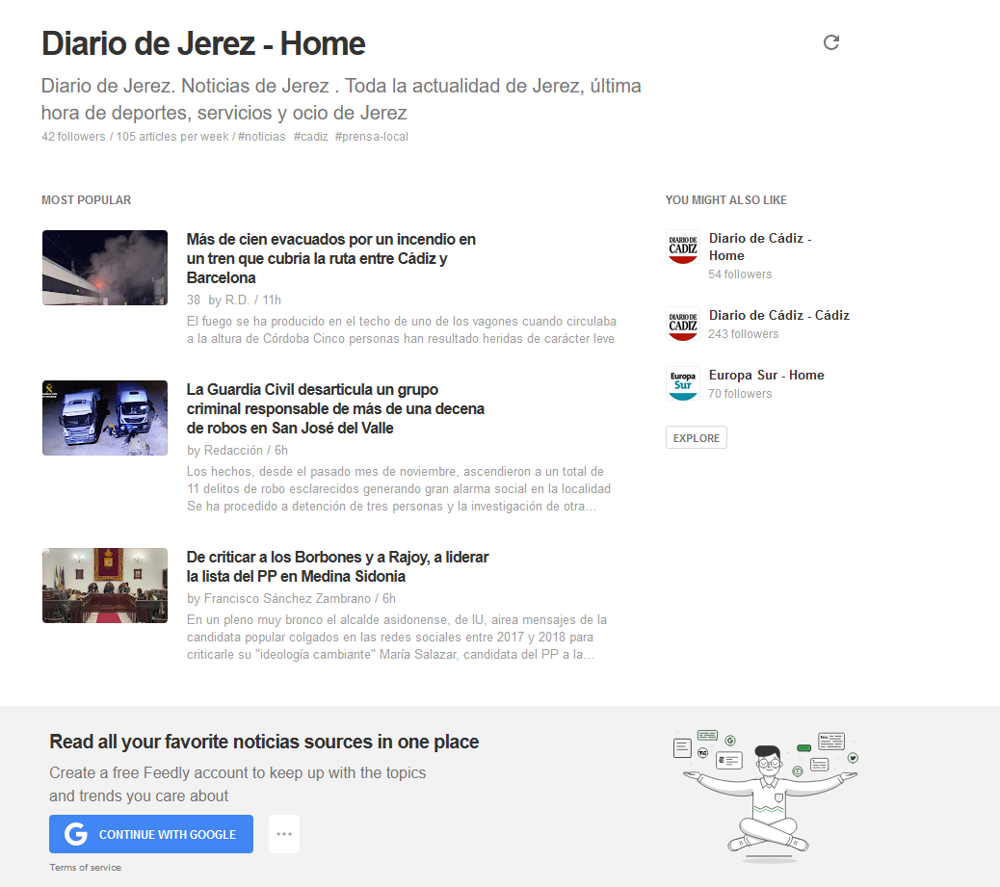 Diario de Jerez - Home
Diario de Jerez. Noticias de Jerez . Toda la actualidad de Jerez, última
hora de deportes, servicios y ocio de Jerez
42 followers / 105 articles per week / #noticias #cadiz #prensa-local
MOST POPULAR
Más de cien evacuados por un incendio en
un tren que cubría la ruta entre Cádiz y
Barcelona
38 by R.D. / 11h
El fuego se ha producido en el techo de uno de los vagones cuando circulaba
a la altura de Córdoba Cinco personas han resultado heridas de carácter leve
La Guardia Civil desarticula un grupo
criminal responsable de más de una decena
de robos en San José del Valle
by Redacción / 6h
Los hechos, desde el pasado mes de noviembre, ascendieron a un total de
11 delitos de robo esclarecidos generando gran alarma social en la localidad
Se ha procedido a detención de tres personas y la investigación de otra…
De criticar a los Borbones y a Rajoy, a liderar
la lista del PP en Medina Sidonia
by Francisco Sánchez Zambrano / 6h
En un pleno muy bronco el alcalde asidonense, de IU, airea mensajes de la
candidata popular colgados en las redes sociales entre 2017 y 2018 para
criticarle su "ideología cambiante" María Salazar, candidata del PP a la…
YOU MIGHT ALSO LIKE
DIARIO DE
CADIZ
Diario de Cádiz -
Home
54 followers
DIARIO DE
CADIZ
Diario de Cádiz - Cádiz
243 followers
Europa
Sur
Europa Sur - Home
70 followers
EXPLORE
Read all your favorite noticias sources in one place
Create a free Feedly account to keep up with the topics
and trends you care about
G CONTINUE WITH GOOGLE
Terms of service